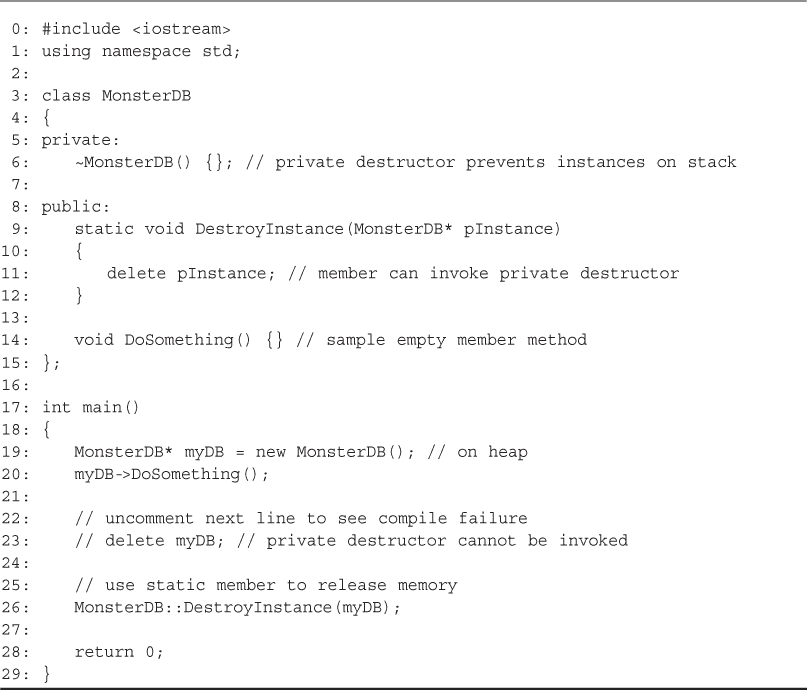 0: #include <iostream>
1: using namespace std;
2:
3: class MonsterDB
4: {
5: private:
6:    ~MonsterDB() {}; // private destructor prevents instances on stack
7:
8: public:
9:    static void DestroyInstance(MonsterDB* pInstance)
10:    {
11:       delete pInstance; // member can invoke private destructor
12:    }
13:
14:    void DoSomething() {} // sample empty member method
15: };
16:
17: int main()
18: {
19:    MonsterDB* myDB = new MonsterDB(); // on heap
20:    myDB->DoSomething();
21:
22:    // uncomment next line to see compile failure
23:    // delete myDB; // private destructor cannot be invoked
24:
25:    // use static member to release memory
26:    MonsterDB::DestroyInstance(myDB);
27:
28:    return 0;
29: }